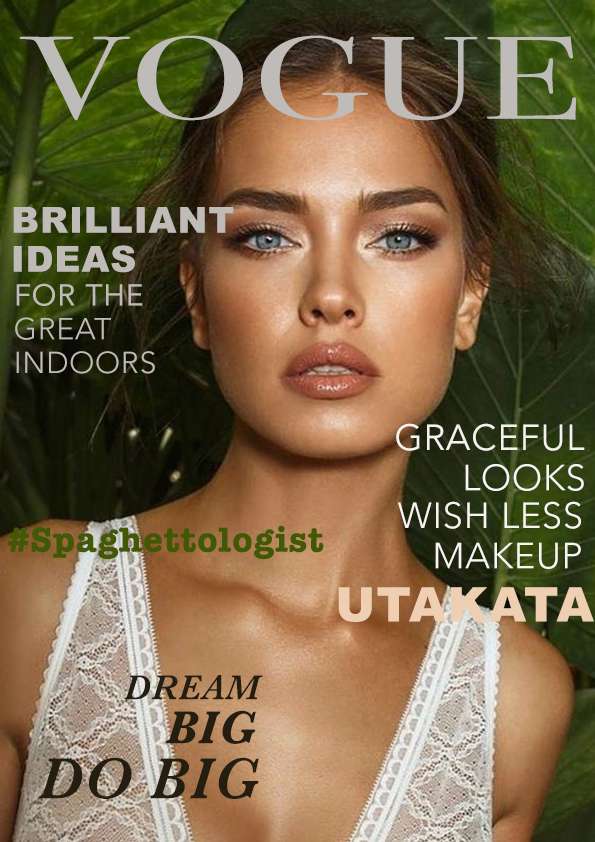 VOGUE
BRILLIANT
IDEAS
FOR THE
GREAT
INDOORS
GRACEFUL
LOOKS
WISH LESS
MAKEUP
#Spaghettologist
UTAKATA
DREAM
BIG
DO BIG